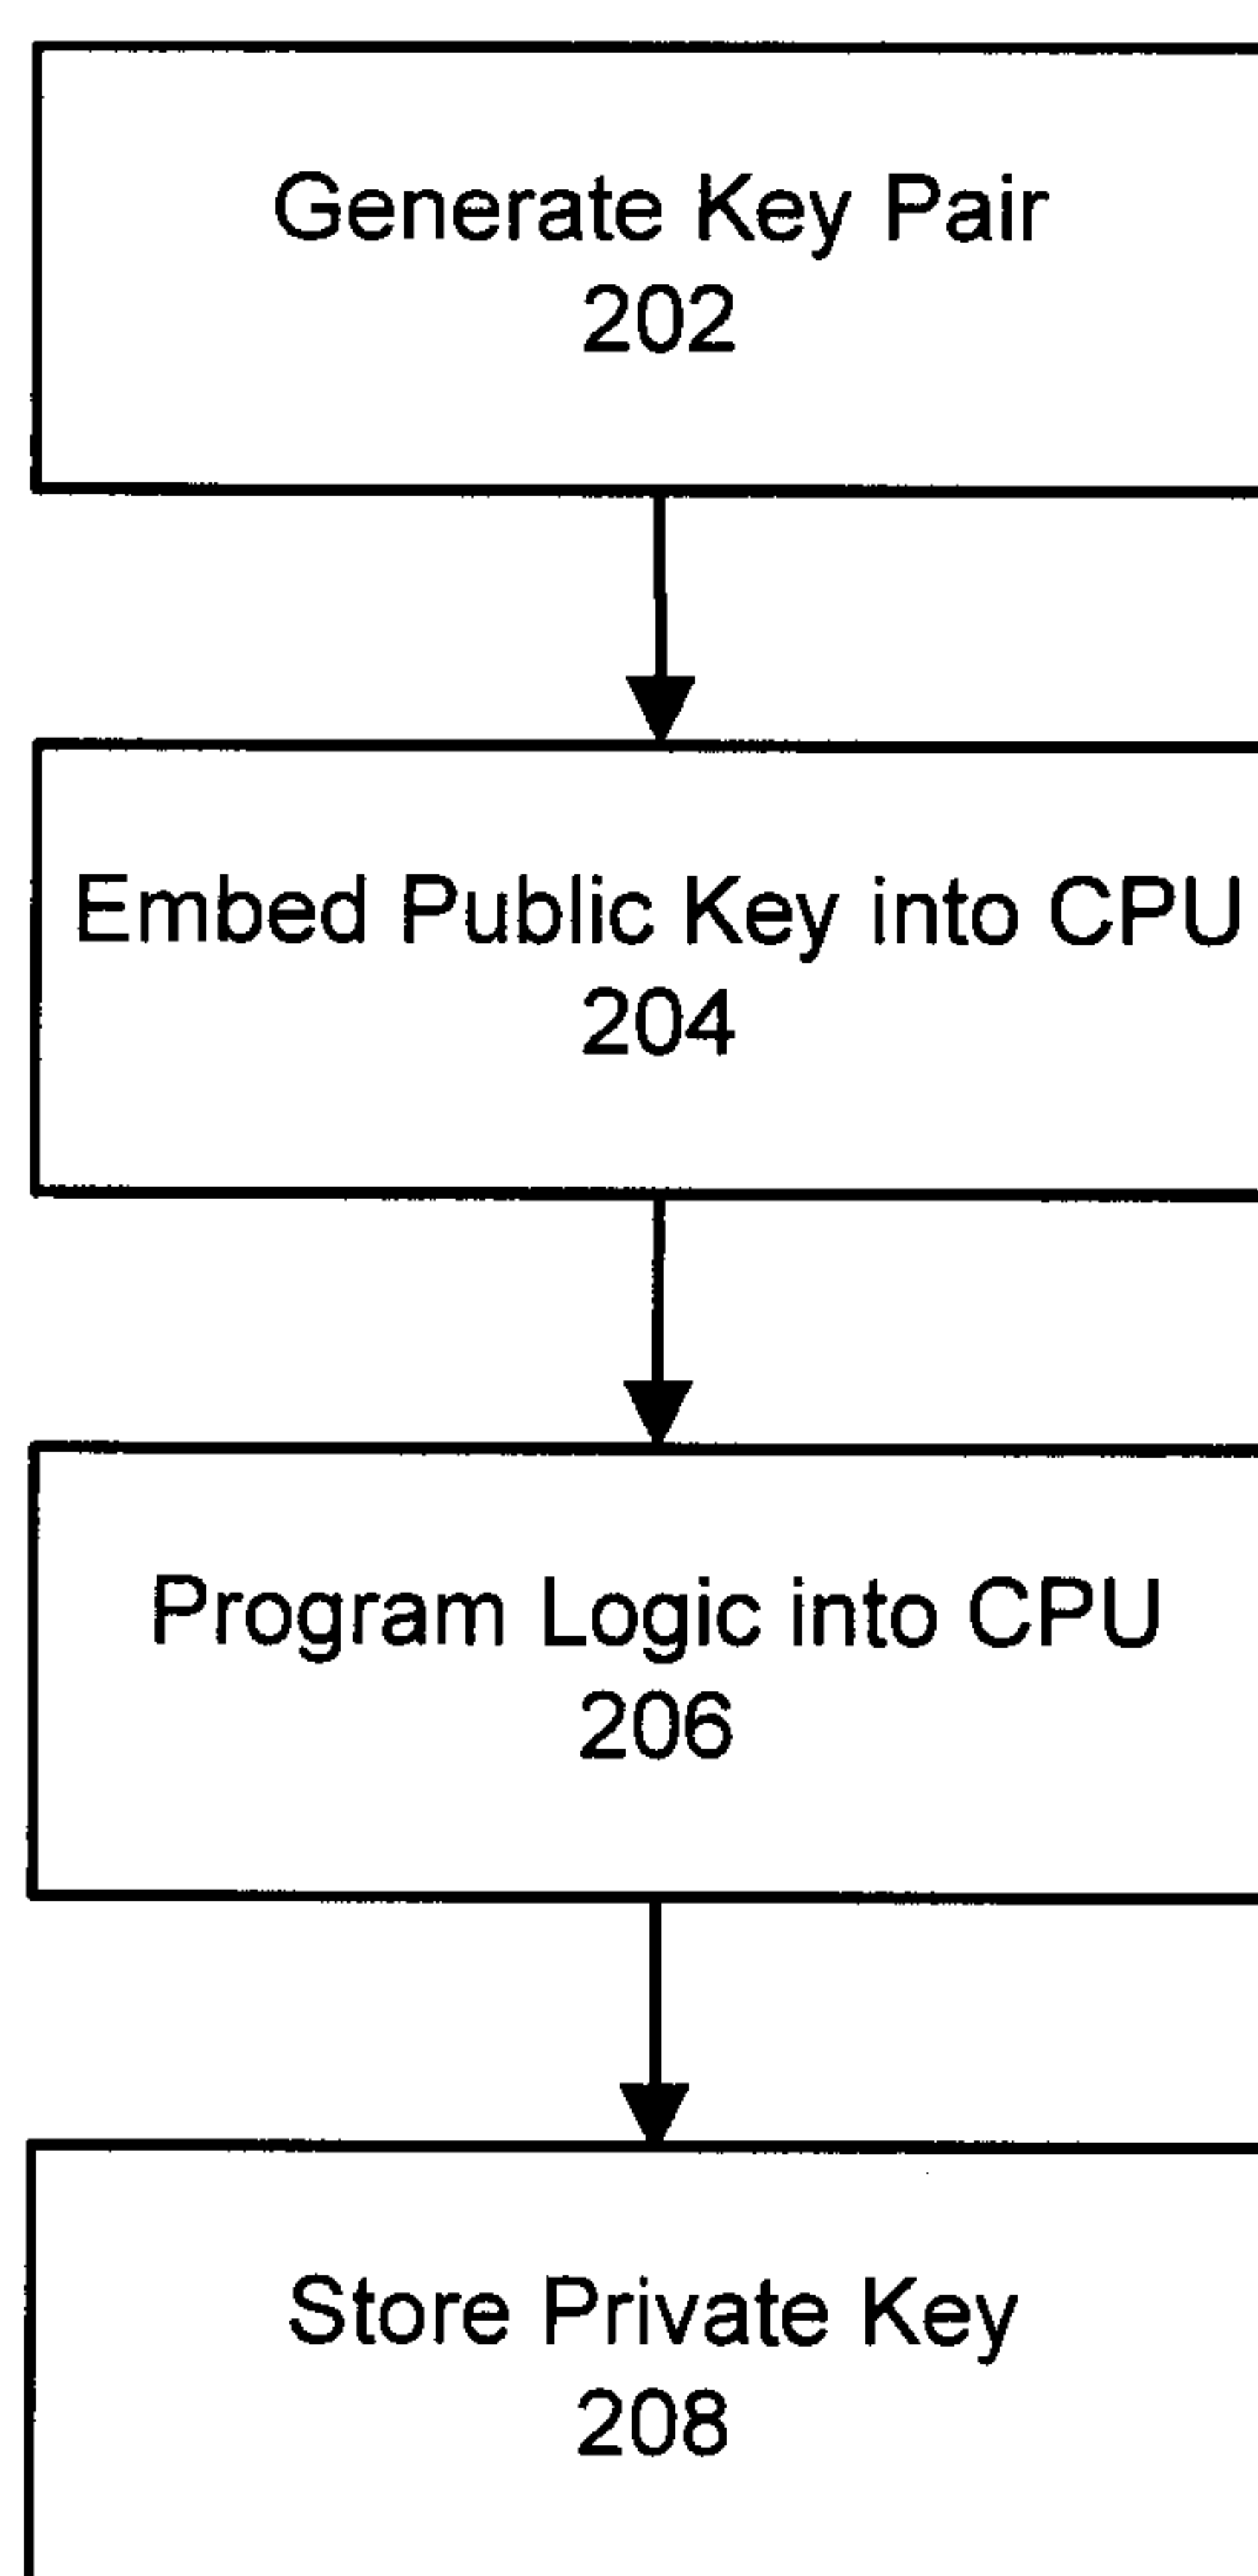 Generate Key Pair
202
Embed Public Key into CPU
204
Program Logic into CPU
206
Store Private Key
208